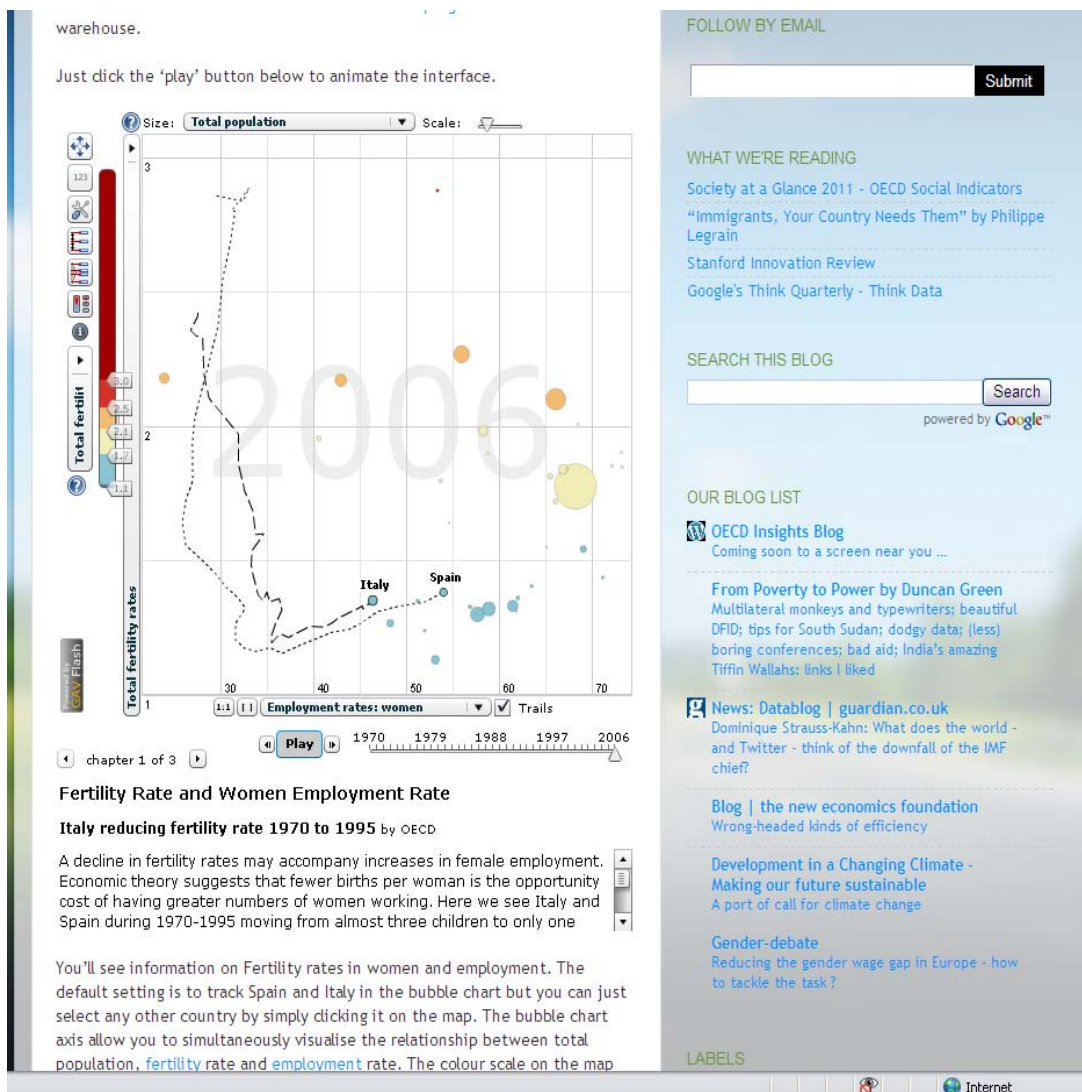 warehouse.
Just click the ‘play’ button below to animate the interface.
Size: Total population Scale:
123
3
2006
3.0
2.5
2.1
1.7
1.1
Total fertilit
2
Total fertility rates
Italy
Spain
Powered by
GAV Flash
30 40 50 60 70
1
1:1 [ ] Employment rates: women Trails
Play 1970 1979 1988 1997 2006
chapter 1 of 3
Fertility Rate and Women Employment Rate
Italy reducing fertility rate 1970 to 1995 by OECD
A decline in fertility rates may accompany increases in female employment.
Economic theory suggests that fewer births per woman is the opportunity
cost of having greater numbers of women working. Here we see Italy and
Spain during 1970-1995 moving from almost three children to only one
You’ll see information on Fertility rates in women and employment. The
default setting is to track Spain and Italy in the bubble chart but you can just
select any other country by simply clicking it on the map. The bubble chart
axis allow you to simultaneously visualise the relationship between total
population, fertility rate and employment rate. The colour scale on the map
FOLLOW BY EMAIL
Submit
WHAT WE'RE READING
Society at a Glance 2011 - OECD Social Indicators
“Immigrants, Your Country Needs Them” by Philippe
Legrain
Stanford Innovation Review
Google's Think Quarterly - Think Data
SEARCH THIS BLOG
Search
powered by Google™
OUR BLOG LIST
OECD Insights Blog
Coming soon to a screen near you ...
From Poverty to Power by Duncan Green
Multilateral monkeys and typewriters; beautiful
DFID; tips for South Sudan; dodgy data; (less)
boring conferences; bad aid; India’s amazing
Tiffin Wallahs: links I liked
News: Datablog | guardian.co.uk
Dominique Strauss-Kahn: What does the world -
and Twitter - think of the downfall of the IMF
chief?
Blog | the new economics foundation
Wrong-headed kinds of efficiency
Development in a Changing Climate -
Making our future sustainable
A port of call for climate change
Gender-debate
Reducing the gender wage gap in Europe - how
to tackle the task ?
LABELS
Internet